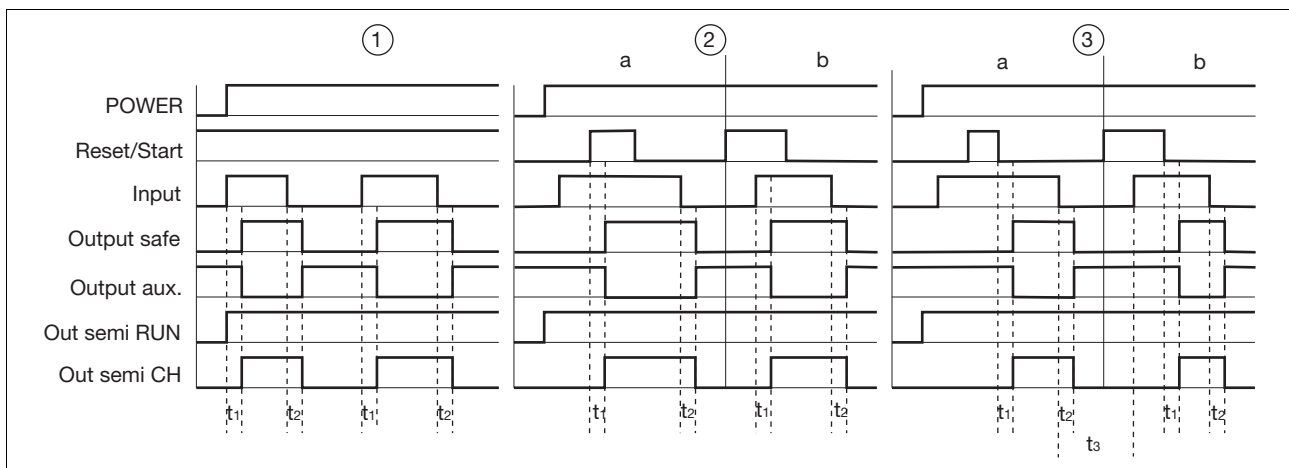 1 2 3
a b a b
POWER
Reset/Start
Input
Output safe
Output aux.
Out semi RUN
Out semi CH
t1 t2 t1 t2 t1 t2 t1 t2 t1 t2 t1 t2
t3